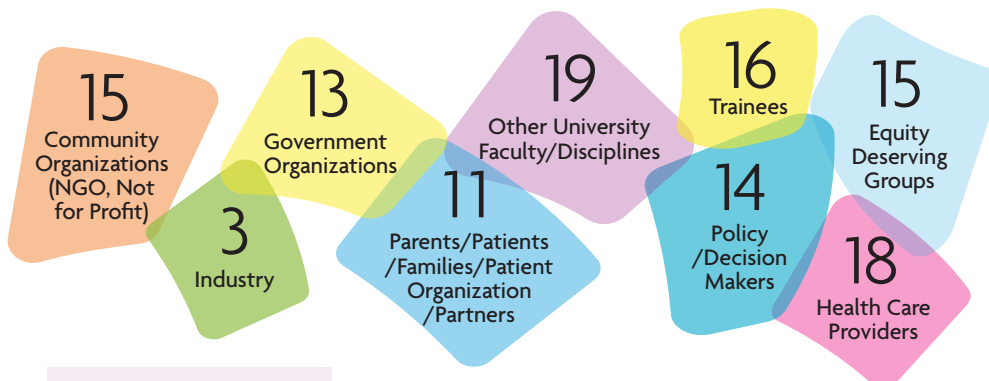 15
Community
Organizations
(NGO, Not
for Profit)
3
Industry
13
Government
Organizations
11
Parents/Patients
/Families/Patient
Organization
/Partners
19
Other University
Faculty/Disciplines
16
Trainees
14
Policy
/Decision
Makers
15
Equity
Deserving
Groups
18
Health Care
Providers